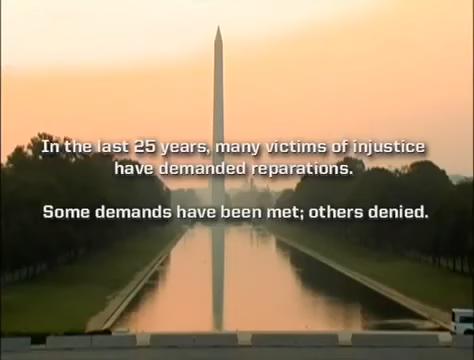 In the last 25 years, many victims of injustice
have demanded reparations.
Some demands have been met; others denied.